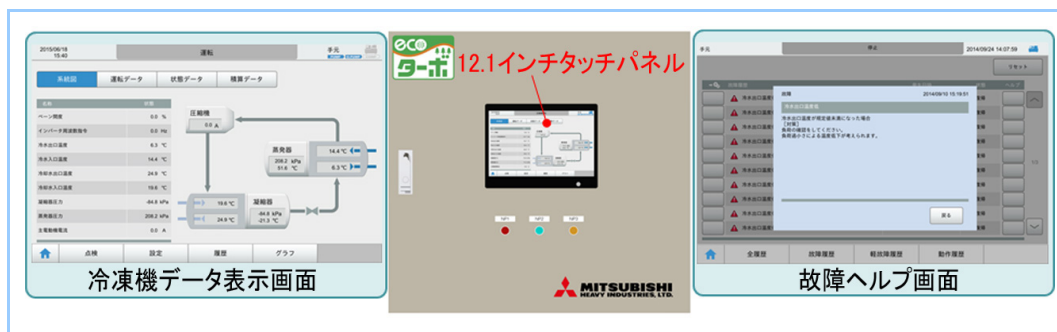 2015/06/18
15:40
運転
手元
系統図
運転データ
状態データ
積算データ
名称
状態
ベーン開度 0.0 %
インバータ周波数指令 0.0 Hz
冷水出口温度 6.3 ℃
冷水入口温度 14.4 ℃
冷却水出口温度 24.9 ℃
冷却水入口温度 19.6 ℃
凝縮器圧力 -84.8 kPa
蒸発器圧力 208.2 kPa
主電動機電流 0.0 A
圧縮機
0.0 A
蒸発器
208.2 kPa
51.6 ℃
14.4 ℃
6.3 ℃
19.6 ℃
24.9 ℃
凝縮器
-84.8 kPa
-21.3 ℃
点検
設定
履歴
グラフ
冷凍機データ表示画面
eco
ターボ
12.1インチタッチパネル
NP1
NP2
NP3
MITSUBISHI
HEAVY INDUSTRIES, LTD.
手元
停止
2014/09/24 14:07:59
リセット
故障
2014/09/10 15:19:51
冷水出口温度低
冷水出口温度が規定値未満になった場合
【対策】
負荷の確認をしてください。
負荷過小さによる温度低下が考えられます。
戻る
全履歴
故障履歴
軽故障履歴
動作履歴
故障ヘルプ画面